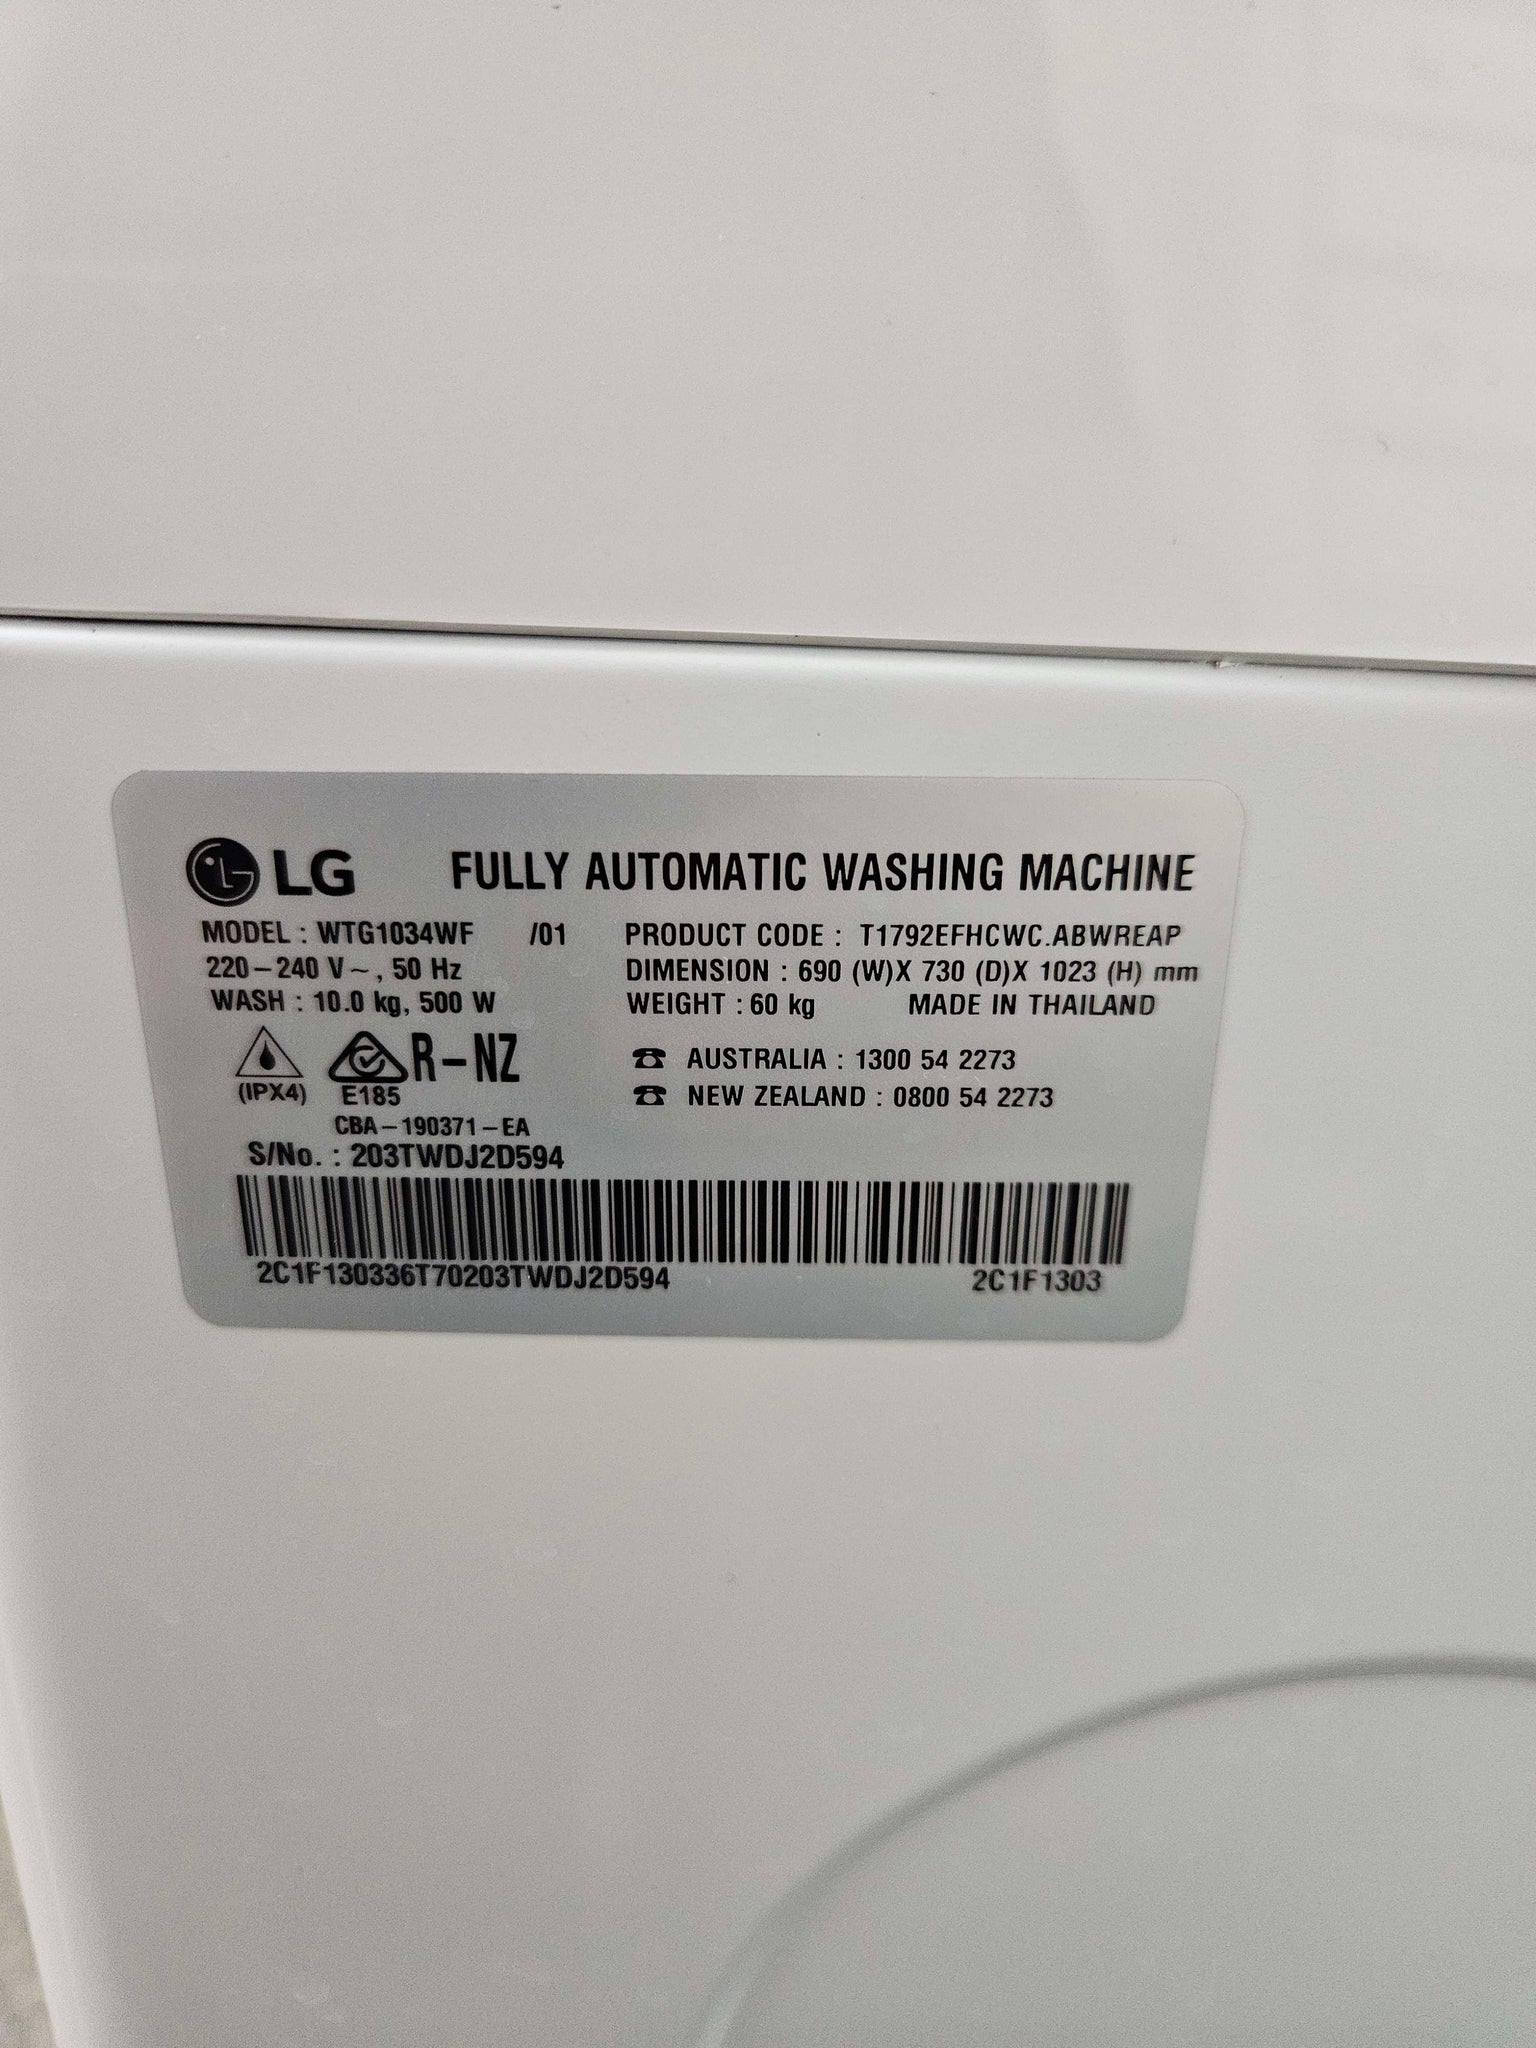 LG FULLY AUTOMATIC WASHING MACHINE
MODEL : WTG1034WF /01 PRODUCT CODE : T1792EFHCWC.ABWREAP
220-240 V~, 50 Hz DIMENSION : 690 (W)X 730 (D)X 1023 (H) mm
WASH : 10.0 kg, 500 W WEIGHT : 60 kg MADE IN THAILAND
R-NZ AUSTRALIA : 1300 54 2273
(IPX4) E185 NEW ZEALAND : 0800 54 2273
CBA-190371-EA
S/No. : 203TWDJ2D594
2C1F130336T70203TWDJ2D594 2C1F1303